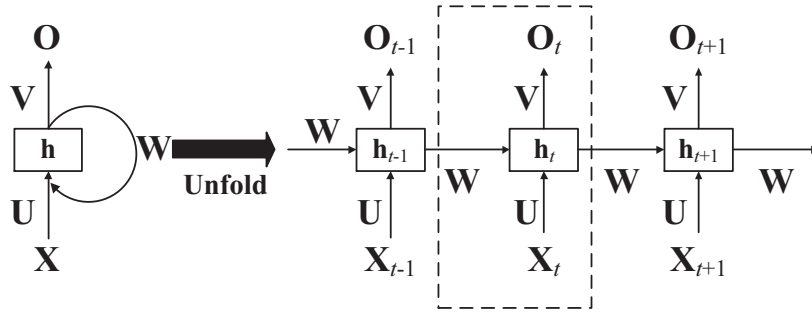 O O t-1 O t O t+1
V V V V
W
h W h t-1 h t h t+1
Unfold W W W
U U U U
X X t-1 X t X t+1